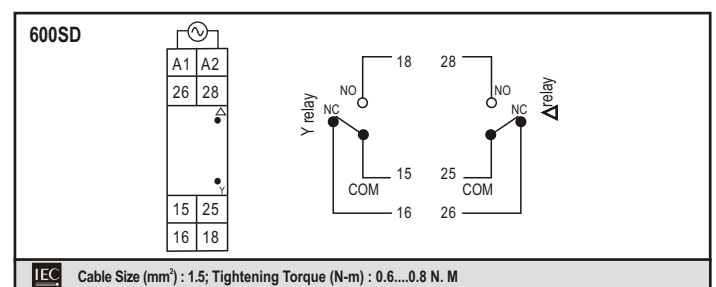 600SD
A1 A2
26 28
Δ
Y
15 25
16 18
18 28
NO NO
Y relay NC NC Δ relay
15 25
COM COM
16 26
IEC Cable Size (mm²) : 1.5; Tightening Torque (N-m) : 0.6....0.8 N. M